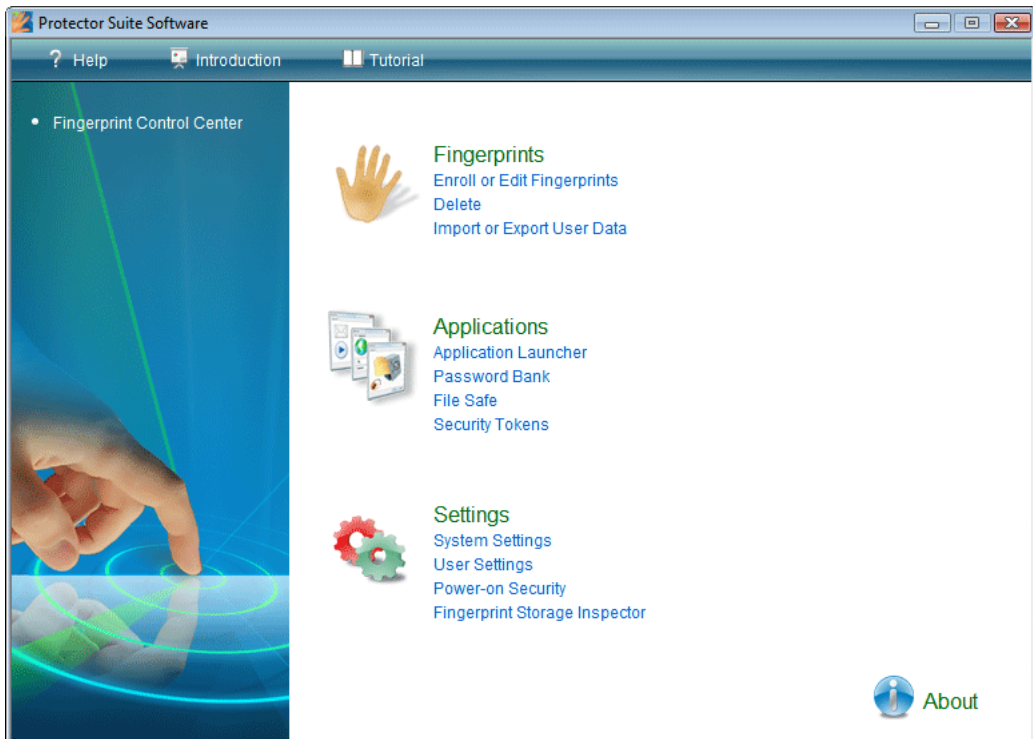 Protector Suite Software
? Help Introduction Tutorial
Fingerprint Control Center
Fingerprints
Enroll or Edit Fingerprints
Delete
Import or Export User Data
Applications
Application Launcher
Password Bank
File Safe
Security Tokens
Settings
System Settings
User Settings
Power-on Security
Fingerprint Storage Inspector
About